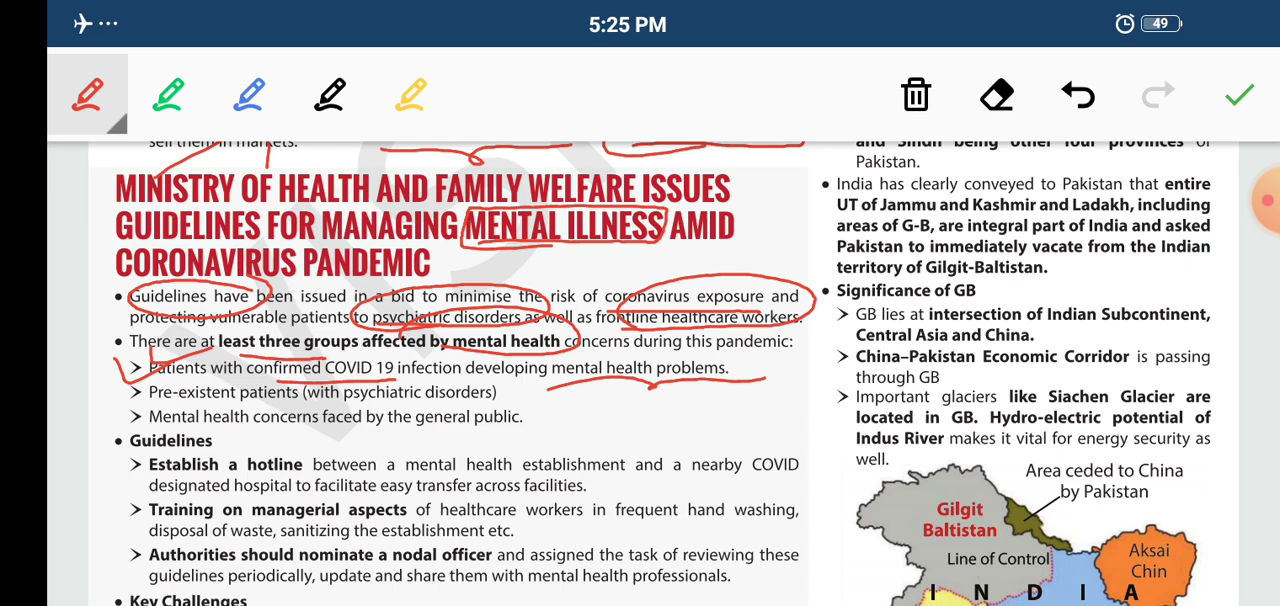 5:25 PM
49
sell them in markets.
MINISTRY OF HEALTH AND FAMILY WELFARE ISSUES
GUIDELINES FOR MANAGING MENTAL ILLNESS AMID
CORONAVIRUS PANDEMIC
• Guidelines have been issued in a bid to minimise the risk of coronavirus exposure and
protecting vulnerable patients to psychiatric disorders as well as frontline healthcare workers.
• There are at least three groups affected by mental health concerns during this pandemic:
➢ Patients with confirmed COVID 19 infection developing mental health problems.
➢ Pre-existent patients (with psychiatric disorders)
➢ Mental health concerns faced by the general public.
• Guidelines
➢ Establish a hotline between a mental health establishment and a nearby COVID
designated hospital to facilitate easy transfer across facilities.
➢ Training on managerial aspects of healthcare workers in frequent hand washing,
disposal of waste, sanitizing the establishment etc.
➢ Authorities should nominate a nodal officer and assigned the task of reviewing these
guidelines periodically, update and share them with mental health professionals.
• Key Challenges
and Sindh being other four provinces of
Pakistan.
• India has clearly conveyed to Pakistan that entire
UT of Jammu and Kashmir and Ladakh, including
areas of G-B, are integral part of India and asked
Pakistan to immediately vacate from the Indian
territory of Gilgit-Baltistan.
• Significance of GB
➢ GB lies at intersection of Indian Subcontinent,
Central Asia and China.
➢ China–Pakistan Economic Corridor is passing
through GB
➢ Important glaciers like Siachen Glacier are
located in GB. Hydro-electric potential of
Indus River makes it vital for energy security as
well.
Area ceded to China
by Pakistan
Gilgit
Baltistan
Line of Control
Aksai
Chin
I N D I A